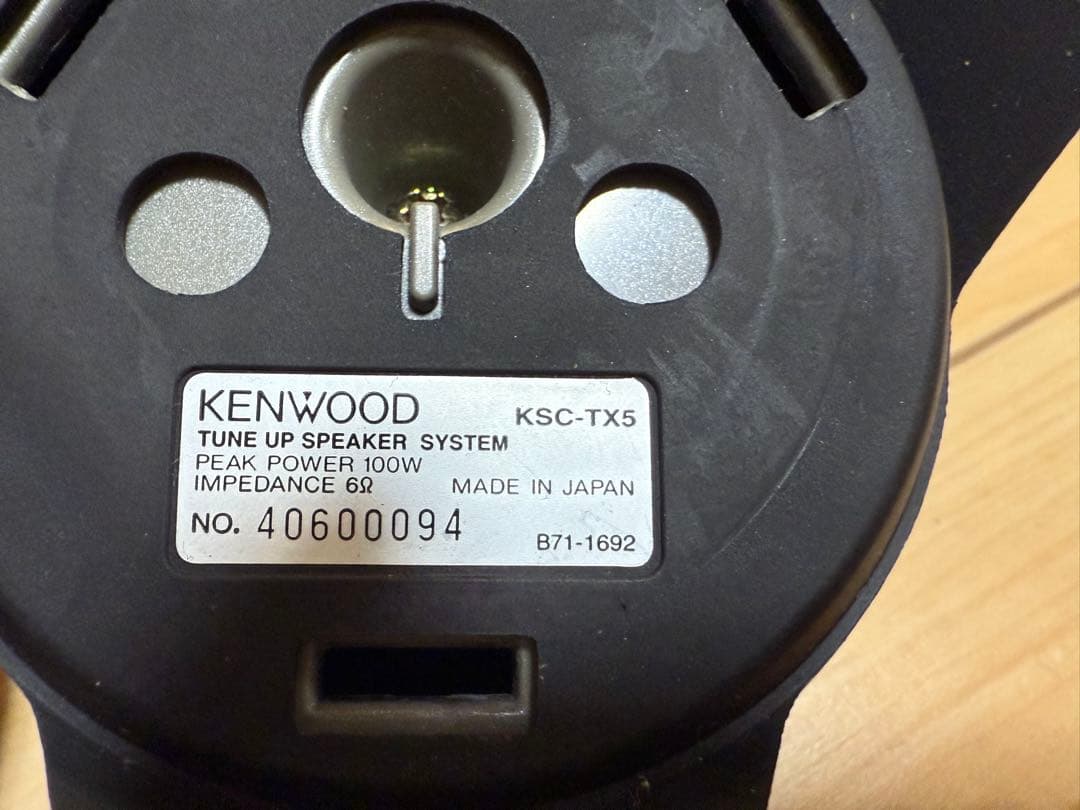 KENWOOD KSC-TX5
TUNE UP SPEAKER SYSTEM
PEAK POWER 100W
IMPEDANCE 6Ω MADE IN JAPAN
NO. 40600094
B71-1692